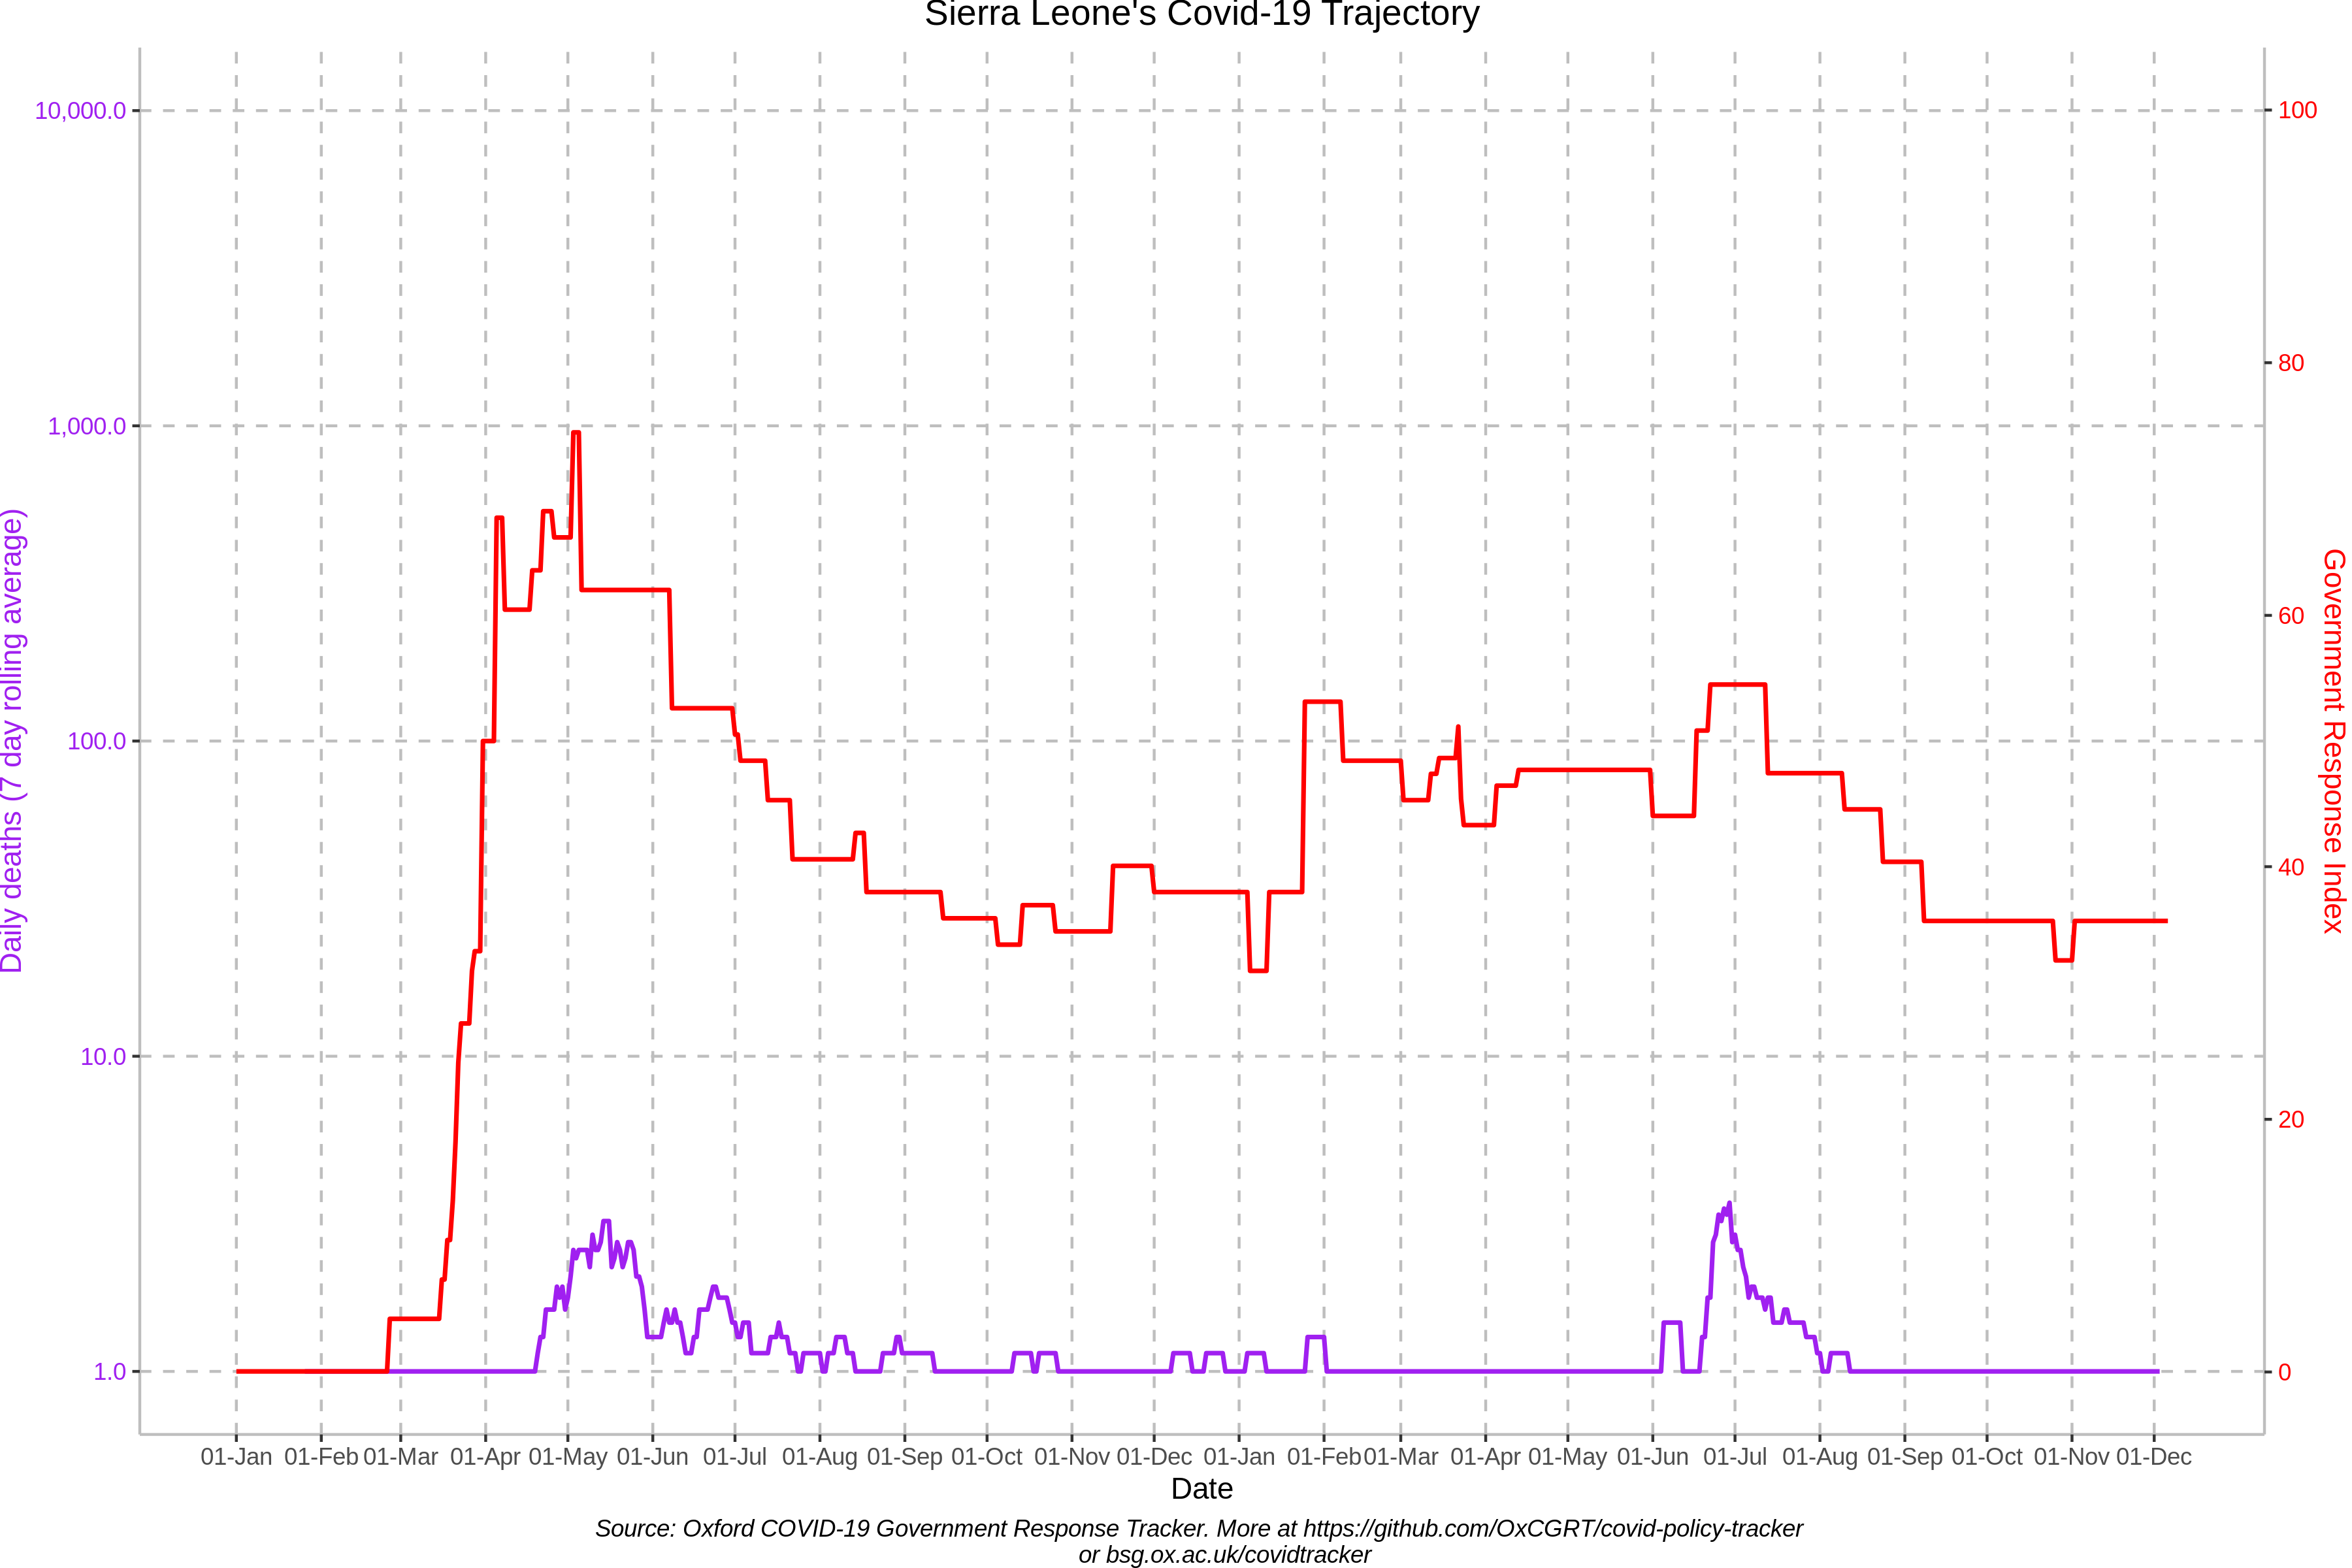 Sierra Leone's Covid-19 Trajectory
10,000.0
1,000.0
100.0
10.0
1.0
Daily deaths (7 day rolling average)
100
80
60
40
20
0
Government Response Index
01-Jan 01-Feb 01-Mar 01-Apr 01-May 01-Jun 01-Jul 01-Aug 01-Sep 01-Oct 01-Nov 01-Dec 01-Jan 01-Feb 01-Mar 01-Apr 01-May 01-Jun 01-Jul 01-Aug 01-Sep 01-Oct 01-Nov 01-Dec
Date
Source: Oxford COVID-19 Government Response Tracker. More at https://github.com/OxCGRT/covid-policy-tracker
or bsg.ox.ac.uk/covidtracker